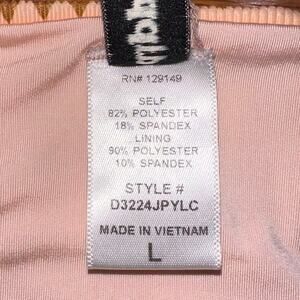 RN# 129149
SELF
82% POLYESTER
18% SPANDEX
LINING
90% POLYESTER
10% SPANDEX
STYLE #
D3224JPYLC
MADE IN VIETNAM
L